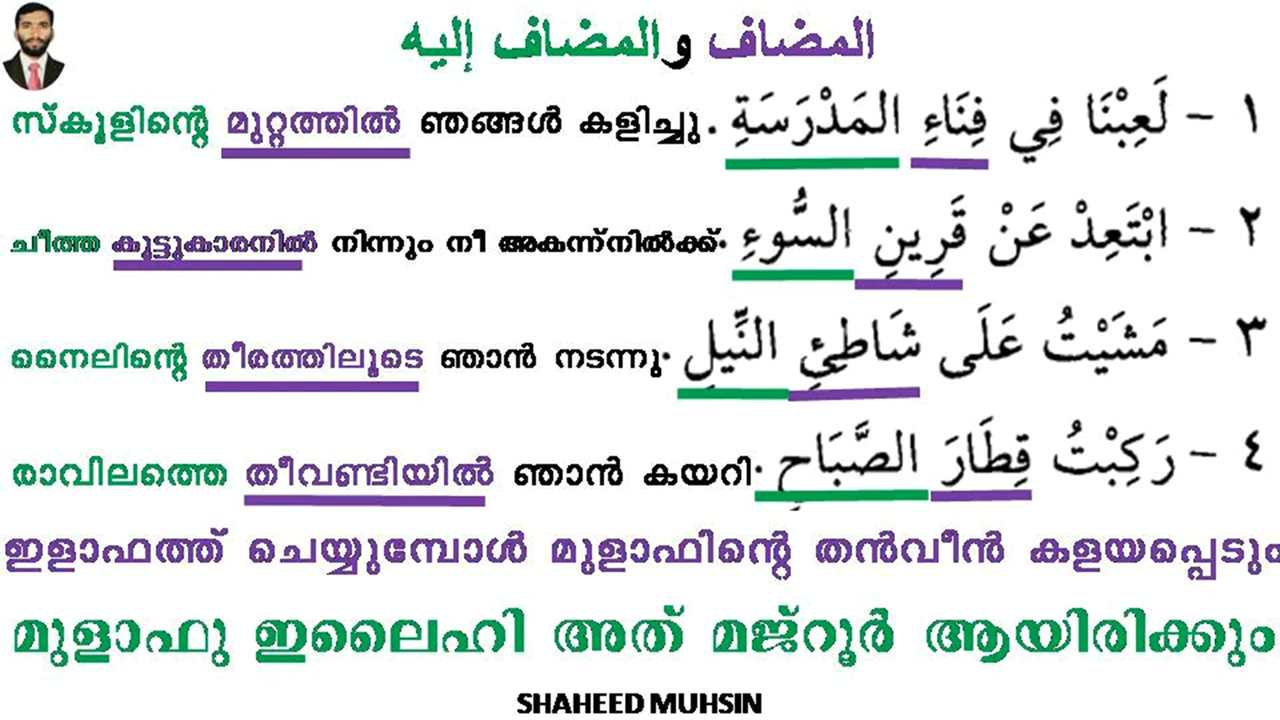 المضاف والمضاف إليه
١ - لَعِبْنَا فِي فِنَاءِ المَدْرَسَةِ. സ്കൂളിന്റെ മുറ്റത്തിൽ ഞങ്ങൾ കളിച്ചു
٢ - ابْتَعِدْ عَنْ قَرِينِ السُّوءِ. ചീത്ത കൂട്ടുകാരനിൽ നിന്നും നീ അകന്ന്നിൽക്ക്
٣ - مَشَيْتُ عَلَى شَاطِئِ النِّيلِ. നൈലിന്റെ തീരത്തിലൂടെ ഞാൻ നടന്നു
٤ - رَكِبْتُ قِطَارَ الصَّبَاحِ. രാവിലത്തെ തീവണ്ടിയിൽ ഞാൻ കയറി
ഇളാഫത്ത് ചെയ്യുമ്പോൾ മുളാഫിന്റെ തൻവീൻ കളയപ്പെടും
മുളാഫു ഇലൈഹി അത് മജ്റൂർ ആയിരിക്കും
SHAHEED MUHSIN